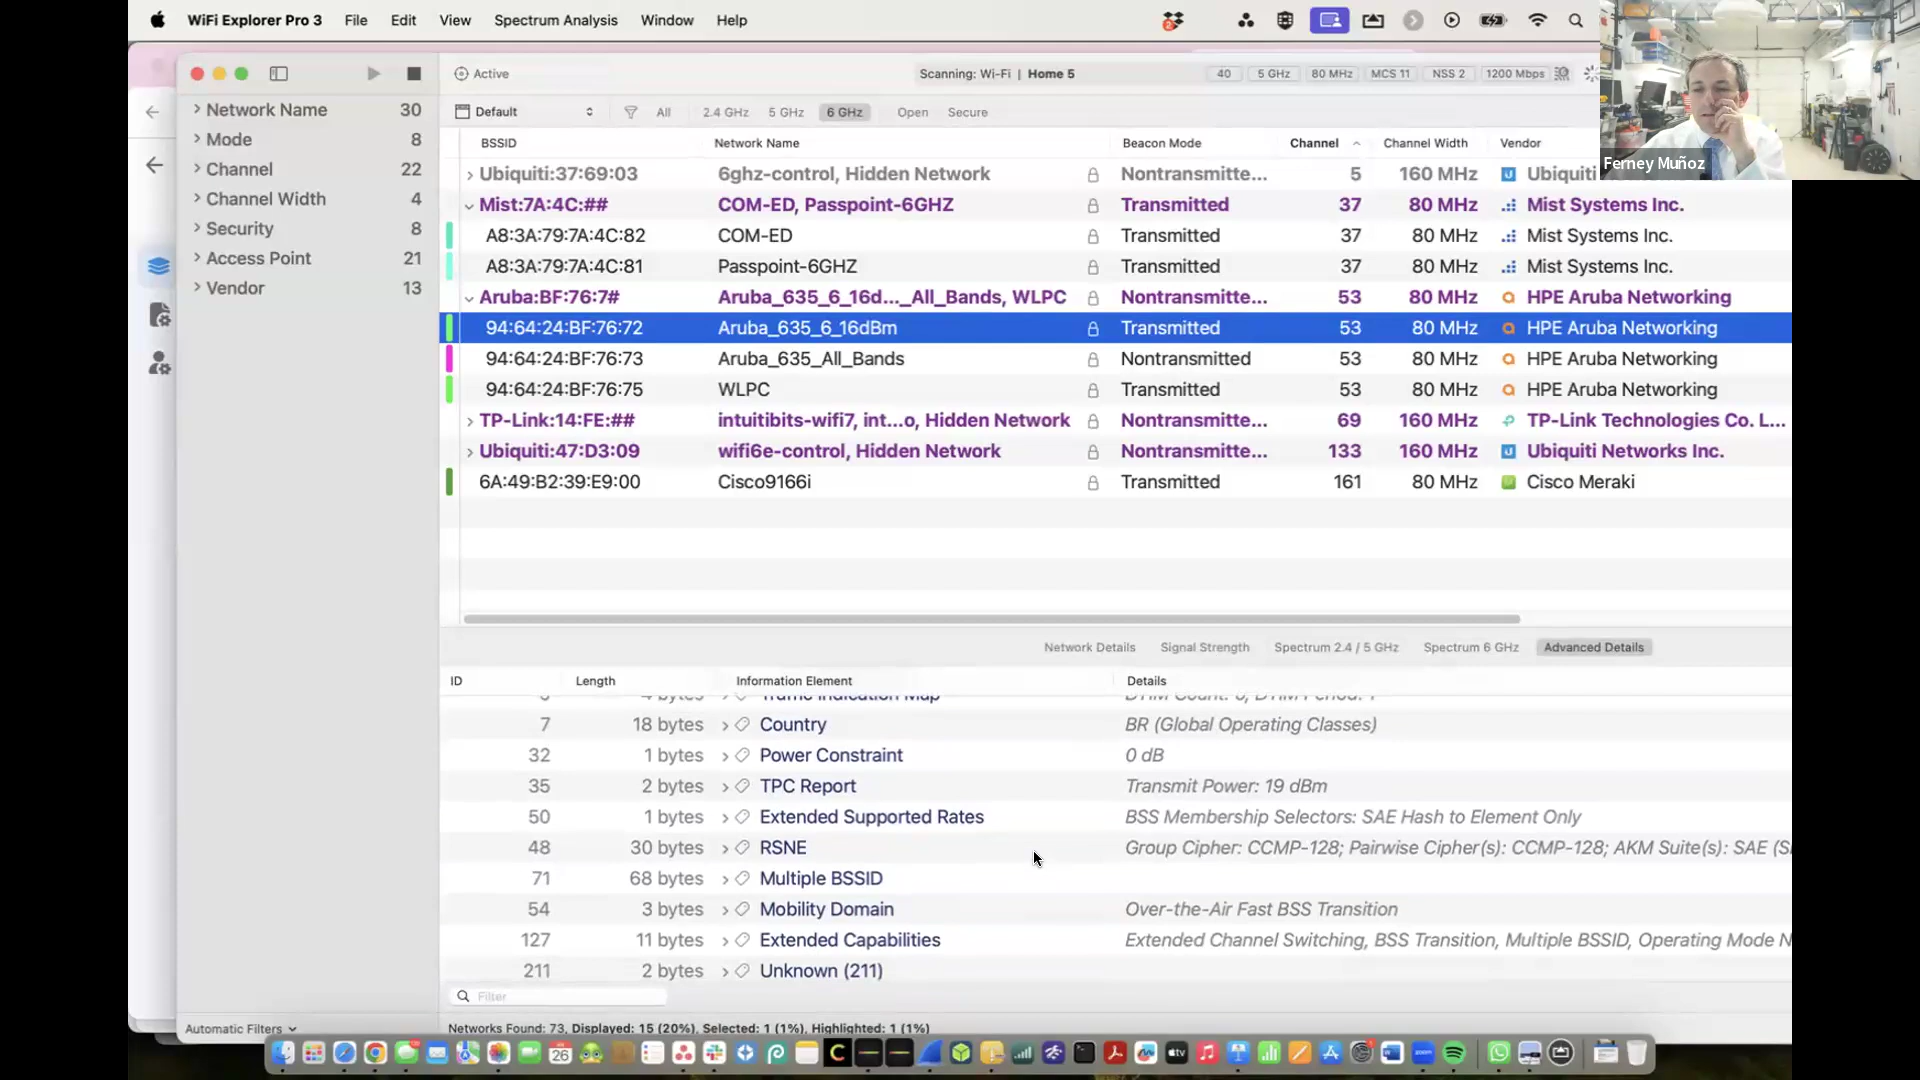 WiFi Explorer Pro 3 File Edit View Spectrum Analysis Window Help
Active Scanning: Wi-Fi | Home 5 40 5 GHz 80 MHz MCS 11 NSS 2 1200 Mbps
Network Name 30
Mode 8
Channel 22
Channel Width 4
Security 8
Access Point 21
Vendor 13
Automatic Filters
Default All 2.4 GHz 5 GHz 6 GHz Open Secure
Ferney Muñoz
BSSID Network Name Beacon Mode Channel Channel Width Vendor
Ubiquiti:37:69:03 6ghz-control, Hidden Network Nontransmitte... 5 160 MHz Ubiquiti
Mist:7A:4C:## COM-ED, Passpoint-6GHZ Transmitted 37 80 MHz Mist Systems Inc.
A8:3A:79:7A:4C:82 COM-ED Transmitted 37 80 MHz Mist Systems Inc.
A8:3A:79:7A:4C:81 Passpoint-6GHZ Transmitted 37 80 MHz Mist Systems Inc.
Aruba:BF:76:7# Aruba_635_6_16d..._All_Bands, WLPC Nontransmitte... 53 80 MHz HPE Aruba Networking
94:64:24:BF:76:72 Aruba_635_6_16dBm Transmitted 53 80 MHz HPE Aruba Networking
94:64:24:BF:76:73 Aruba_635_All_Bands Nontransmitted 53 80 MHz HPE Aruba Networking
94:64:24:BF:76:75 WLPC Transmitted 53 80 MHz HPE Aruba Networking
TP-Link:14:FE:## intuitibits-wifi7, int...o, Hidden Network Nontransmitte... 69 160 MHz TP-Link Technologies Co. L...
Ubiquiti:47:D3:09 wifi6e-control, Hidden Network Nontransmitte... 133 160 MHz Ubiquiti Networks Inc.
6A:49:B2:39:E9:00 Cisco9166i Transmitted 161 80 MHz Cisco Meraki
Network Details Signal Strength Spectrum 2.4 / 5 GHz Spectrum 6 GHz Advanced Details
ID Length Information Element Details
7 18 bytes Country BR (Global Operating Classes)
32 1 bytes Power Constraint 0 dB
35 2 bytes TPC Report Transmit Power: 19 dBm
50 1 bytes Extended Supported Rates BSS Membership Selectors: SAE Hash to Element Only
48 30 bytes RSNE Group Cipher: CCMP-128; Pairwise Cipher(s): CCMP-128; AKM Suite(s): SAE
71 68 bytes Multiple BSSID
54 3 bytes Mobility Domain Over-the-Air Fast BSS Transition
127 11 bytes Extended Capabilities Extended Channel Switching, BSS Transition, Multiple BSSID, Operating Mode N
211 2 bytes Unknown (211)
Filter
Networks Found: 73, Displayed: 15 (20%), Selected: 1 (1%), Highlighted: 1 (1%)
26